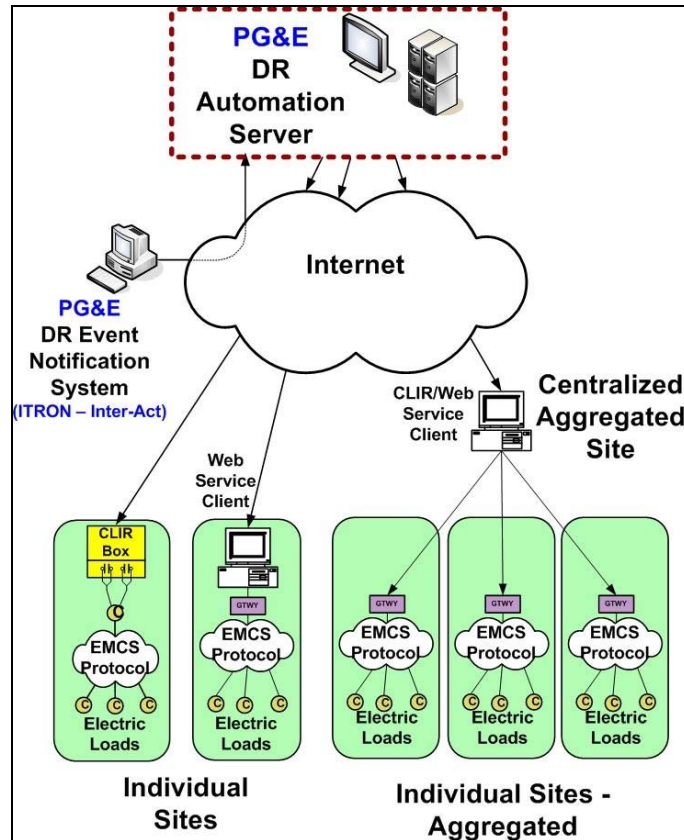 PG&E
DR
Automation
Server
Internet
PG&E
DR Event
Notification
System
(ITRON – Inter-Act)
CLIR/Web
Service
Client
Centralized
Aggregated
Site
Web
Service
Client
CLIR
Box
C
EMCS
Protocol
C C C
Electric
Loads
GTWY
EMCS
Protocol
C C C
Electric
Loads
GTWY
EMCS
Protocol
C C C
Electric
Loads
GTWY
EMCS
Protocol
C C C
Electric
Loads
GTWY
EMCS
Protocol
C C C
Electric
Loads
Individual
Sites
Individual Sites -
Aggregated